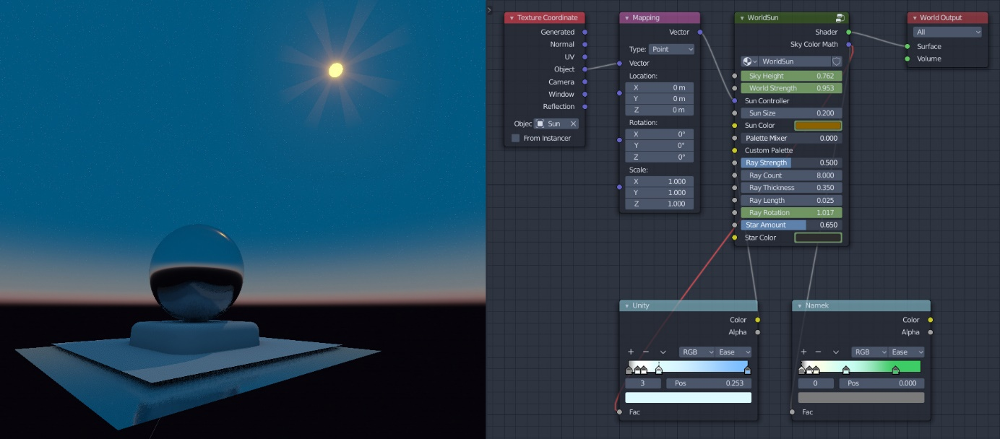 Texture Coordinate
Generated
Normal
UV
Object
Camera
Window
Reflection
Objec Sun
From Instancer
Mapping
Vector
Type: Point
Vector
Location:
X 0 m
Y 0 m
Z 0 m
Rotation:
X 0°
Y 0°
Z 0°
Scale:
X 1.000
Y 1.000
Z 1.000
WorldSun
Shader
Sky Color Math
WorldSun
Sky Height 0.762
World Strength 0.953
Sun Controller
Sun Size 0.200
Sun Color
Palette Mixer 0.000
Custom Palette
Ray Strength 0.500
Ray Count 8.000
Ray Thickness 0.350
Ray Length 0.025
Ray Rotation 1.017
Star Amount 0.650
Star Color
World Output
All
Surface
Volume
Unity
Color
Alpha
RGB Ease
3 Pos 0.253
Fac
Namek
Color
Alpha
RGB Ease
0 Pos 0.000
Fac